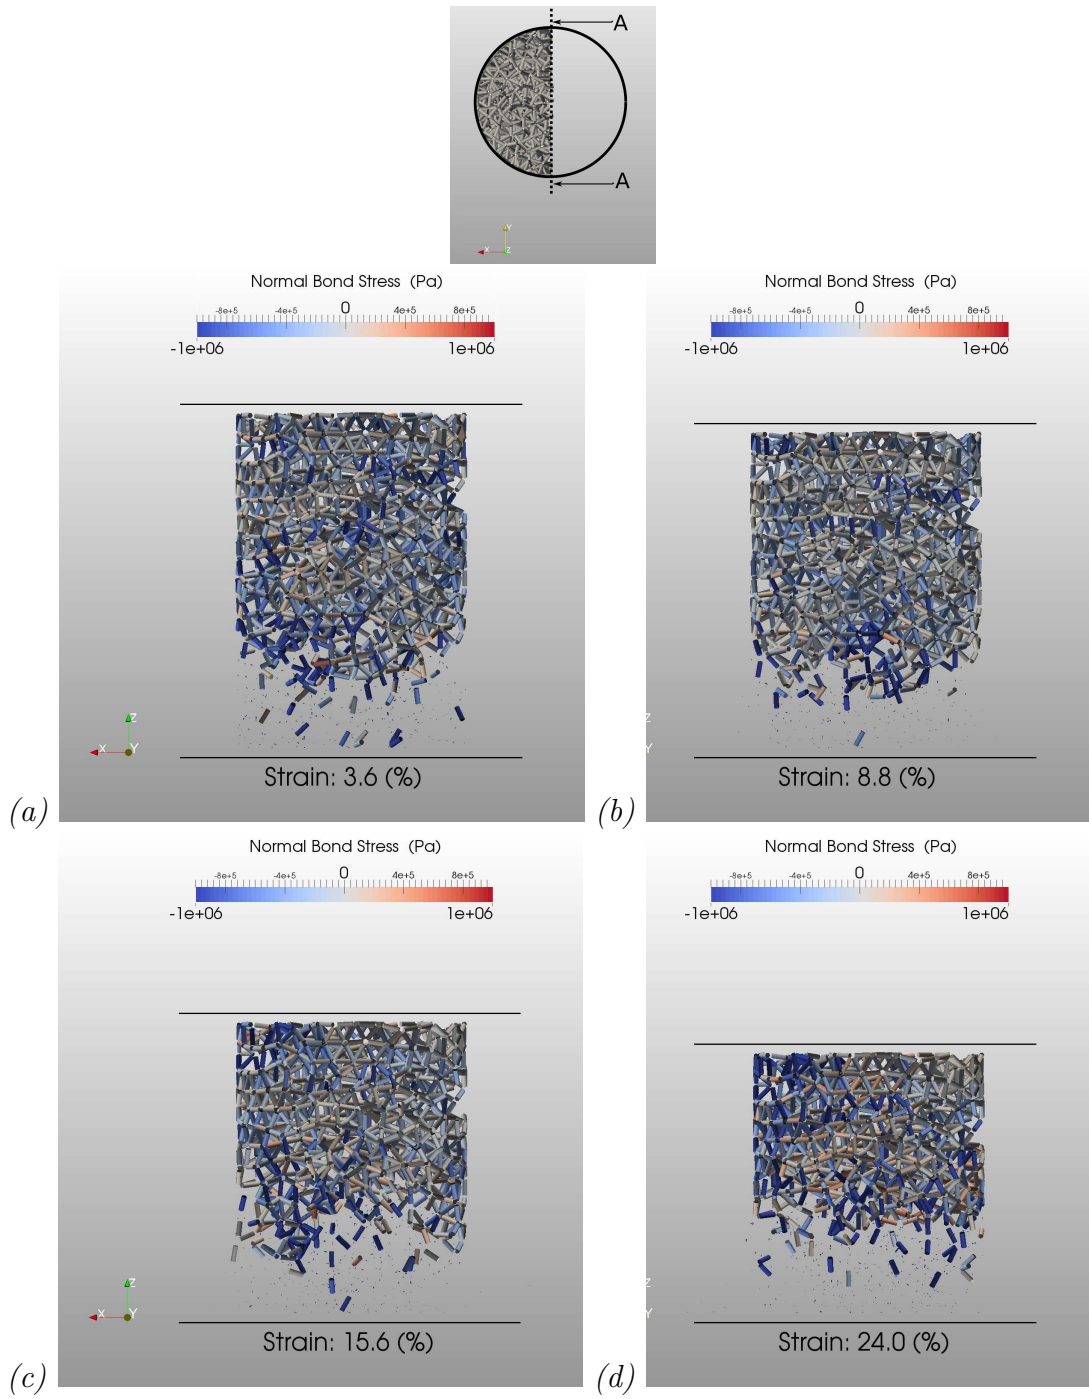 A
A
Y
X
Z
Normal Bond Stress (Pa)
-8e+5 -4e+5 0 4e+5 8e+5
-1e+06 1e+06
Z
X Y
Strain: 3.6 (%)
(a)
Normal Bond Stress (Pa)
-8e+5 -4e+5 0 4e+5 8e+5
-1e+06 1e+06
Z
Y
Strain: 8.8 (%)
(b)
Normal Bond Stress (Pa)
-8e+5 -4e+5 0 4e+5 8e+5
-1e+06 1e+06
Z
X Y
Strain: 15.6 (%)
(c)
Normal Bond Stress (Pa)
-8e+5 -4e+5 0 4e+5 8e+5
-1e+06 1e+06
Z
Y
Strain: 24.0 (%)
(d)